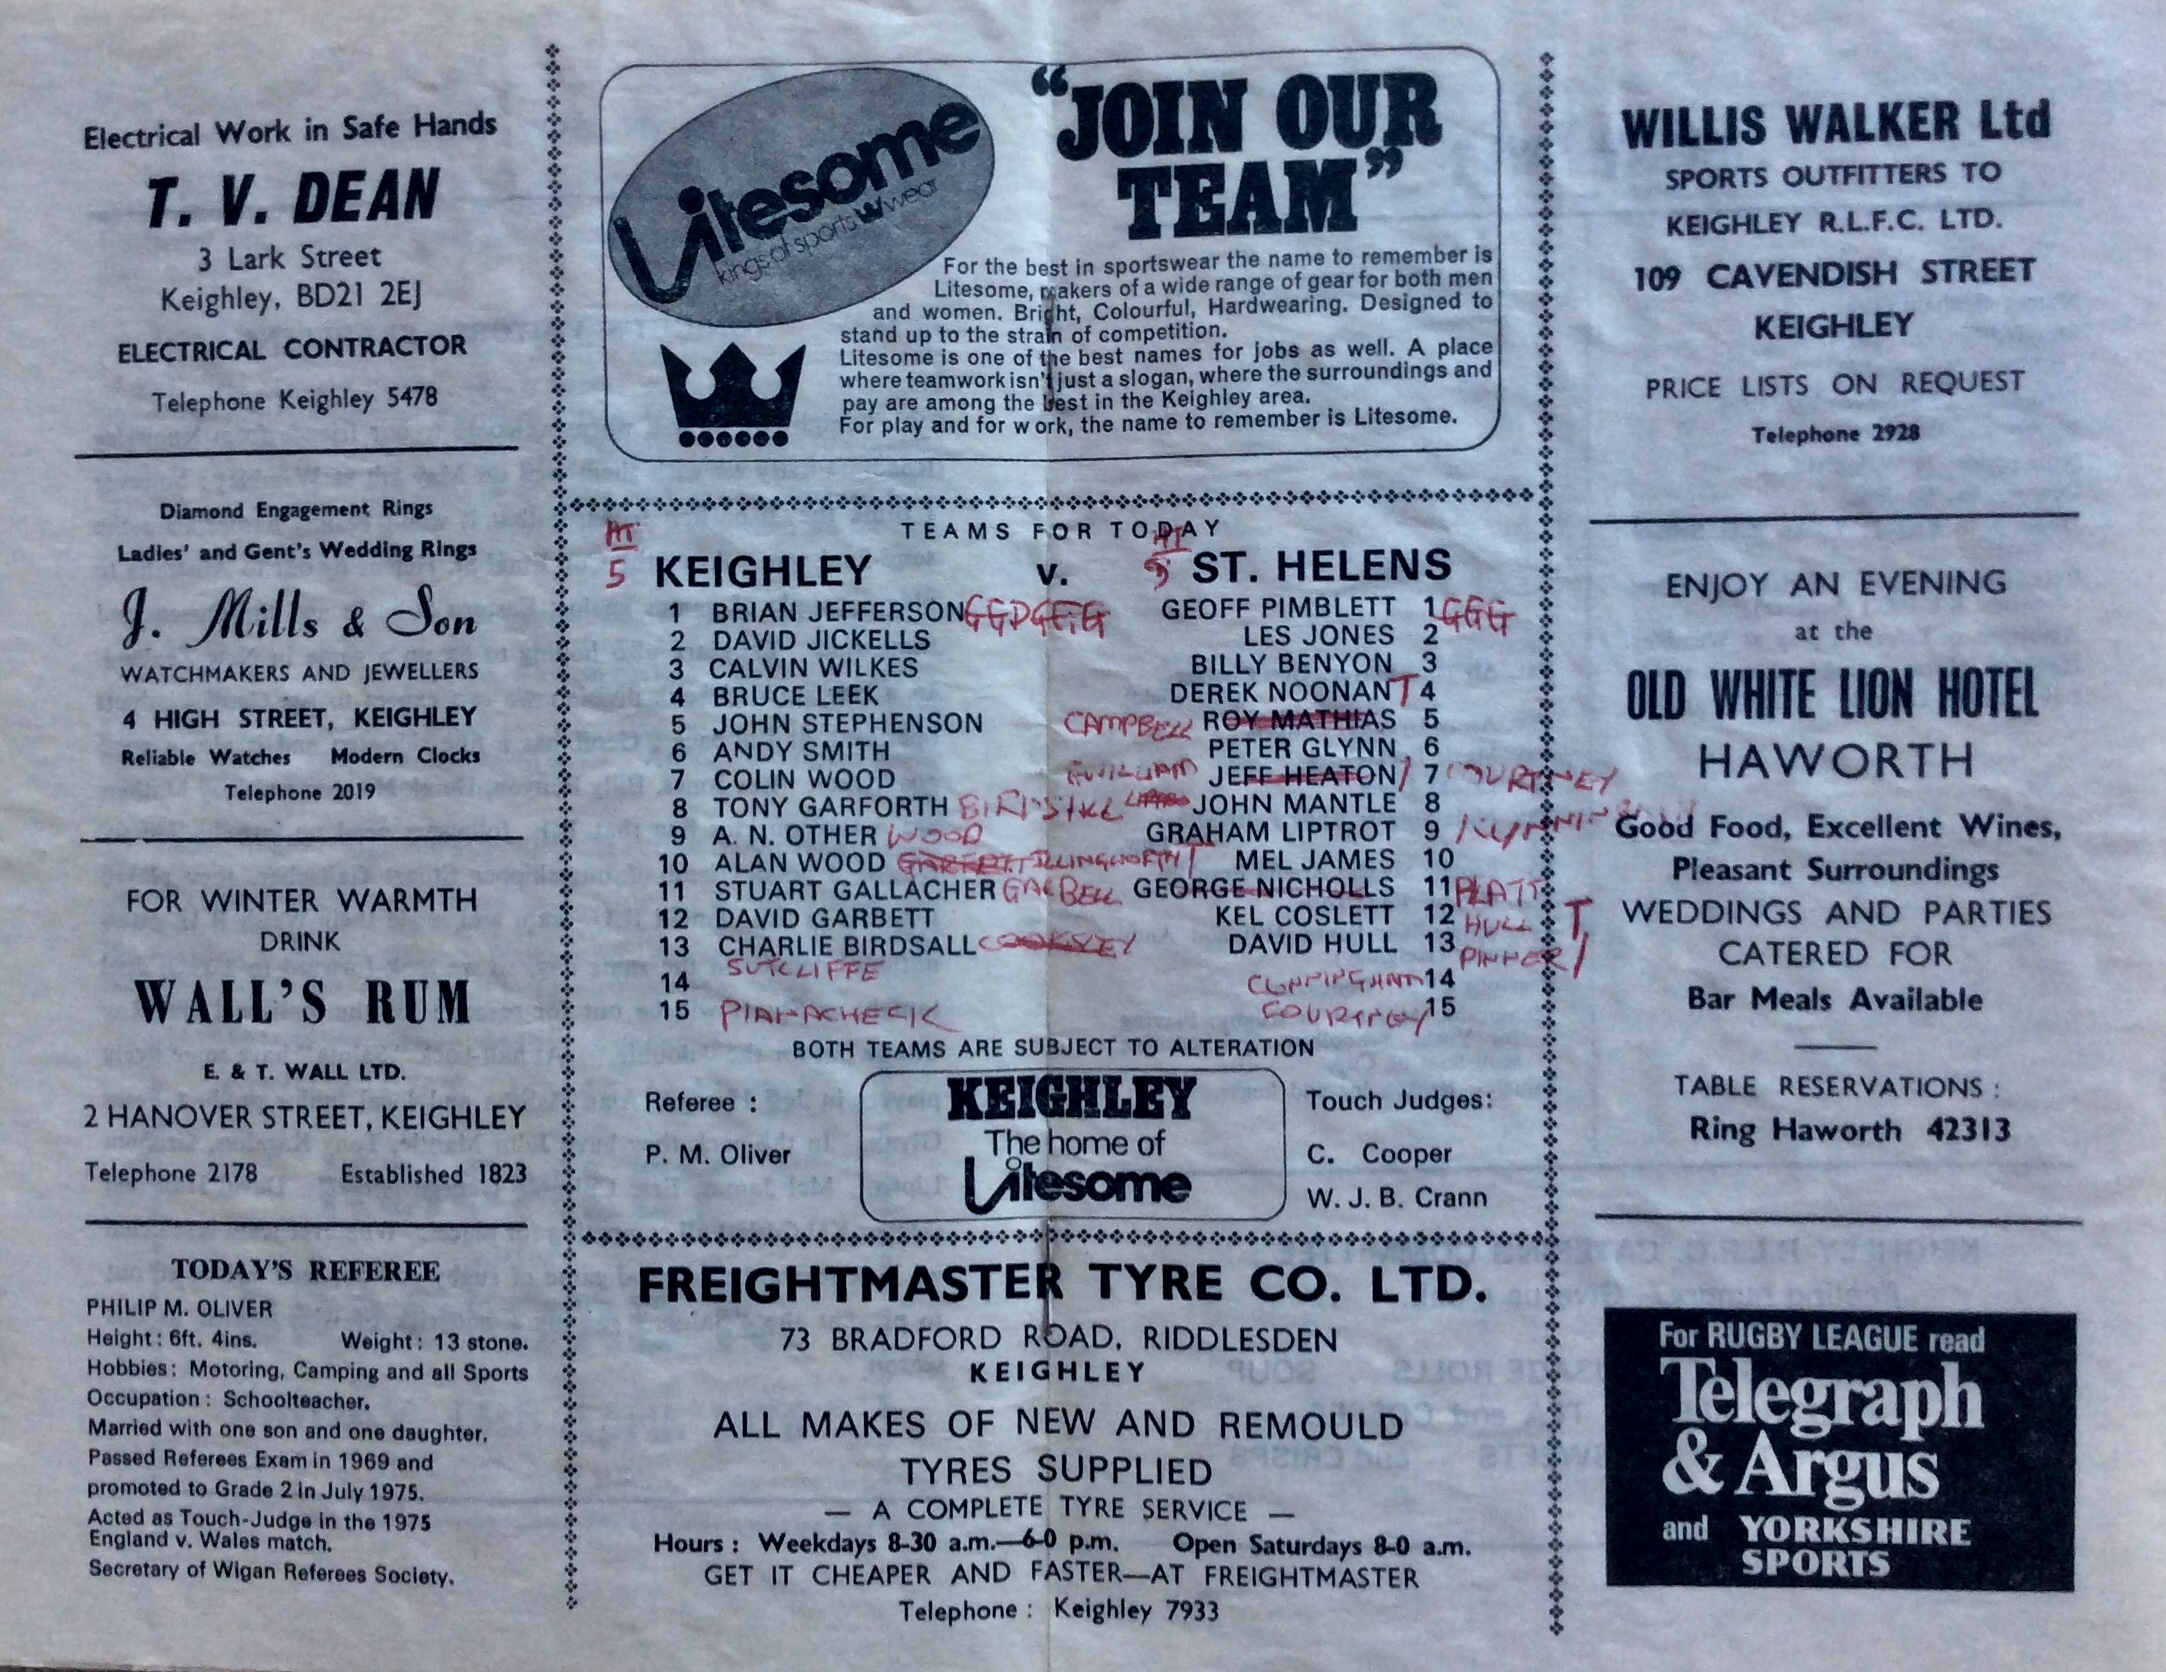 Electrical Work in Safe Hands
T. V. DEAN
3 Lark Street
Keighley, BD21 2EJ
ELECTRICAL CONTRACTOR
Telephone Keighley 5478
Diamond Engagement Rings
Ladies' and Gent's Wedding Rings
J. Mills & Son
WATCHMAKERS AND JEWELLERS
4 HIGH STREET, KEIGHLEY
Reliable Watches Modern Clocks
Telephone 2019
FOR WINTER WARMTH
DRINK
WALL'S RUM
E. & T. WALL LTD.
2 HANOVER STREET, KEIGHLEY
Telephone 2178 Established 1823
TODAY'S REFEREE
PHILIP M. OLIVER
Height: 6ft. 4ins. Weight: 13 stone.
Hobbies: Motoring, Camping and all Sports
Occupation: Schoolteacher.
Married with one son and one daughter.
Passed Referees Exam in 1969 and
promoted to Grade 2 in July 1975.
Acted as Touch-Judge in the 1975
England v. Wales match.
Secretary of Wigan Referees Society.
Litesome
kings of sportswear
"JOIN OUR
TEAM"
For the best in sportswear the name to remember is
Litesome, makers of a wide range of gear for both men
and women. Bright, Colourful, Hardwearing. Designed to
stand up to the strain of competition.
Litesome is one of the best names for jobs as well. A place
where teamwork isn't just a slogan, where the surroundings and
pay are among the best in the Keighley area.
For play and for work, the name to remember is Litesome.
TEAMS FOR TODAY
HT HT
5 KEIGHLEY v. 5 ST. HELENS
1 BRIAN JEFFERSON GEOFF PIMBLETT 1 GGG
2 DAVID JICKELLS LES JONES 2
3 CALVIN WILKES BILLY BENYON 3
4 BRUCE LEEK DEREK NOONAN T 4
5 JOHN STEPHENSON CAMPBELL ROY MATHIAS 5
6 ANDY SMITH PETER GLYNN 6
7 COLIN WOOD GWILLIAM JEFF HEATON 7 COURTNEY
8 TONY GARFORTH BIRDSALL JOHN MANTLE 8
9 A. N. OTHER WOOD GRAHAM LIPTROT 9
10 ALAN WOOD GARBETT ILLINGWORTH T MEL JAMES 10
11 STUART GALLACHER GARBETT GEORGE NICHOLLS 11 PLATT
12 DAVID GARBETT KEL COSLETT 12 HULL T
13 CHARLIE BIRDSALL DAVID HULL 13 PINNER
14 SUTCLIFFE CUNNINGHAM 14
15 PIANACHECK COURTNEY 15
BOTH TEAMS ARE SUBJECT TO ALTERATION
Referee :
P. M. Oliver
KEIGHLEY
The home of
Litesome
Touch Judges:
C. Cooper
W. J. B. Crann
FREIGHTMASTER TYRE CO. LTD.
73 BRADFORD ROAD, RIDDLESDEN
KEIGHLEY
ALL MAKES OF NEW AND REMOULD
TYRES SUPPLIED
— A COMPLETE TYRE SERVICE —
Hours : Weekdays 8-30 a.m.—6-0 p.m. Open Saturdays 8-0 a.m.
GET IT CHEAPER AND FASTER—AT FREIGHTMASTER
Telephone : Keighley 7933
WILLIS WALKER Ltd
SPORTS OUTFITTERS TO
KEIGHLEY R.L.F.C. LTD.
109 CAVENDISH STREET
KEIGHLEY
PRICE LISTS ON REQUEST
Telephone 2928
ENJOY AN EVENING
at the
OLD WHITE LION HOTEL
HAWORTH
Good Food, Excellent Wines,
Pleasant Surroundings
WEDDINGS AND PARTIES
CATERED FOR
Bar Meals Available
TABLE RESERVATIONS :
Ring Haworth 42313
For RUGBY LEAGUE read
Telegraph
& Argus
and YORKSHIRE
SPORTS